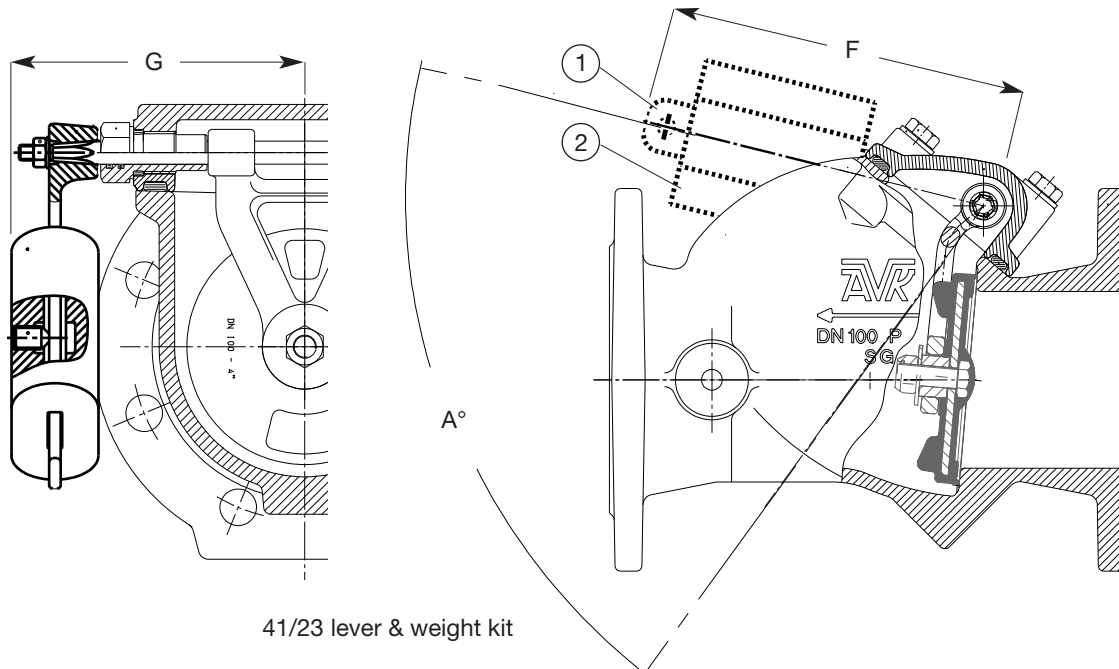 G
F
1
2
DN 100 - 4"
AVK
DN 100 P
SG
A°
41/23 lever & weight kit